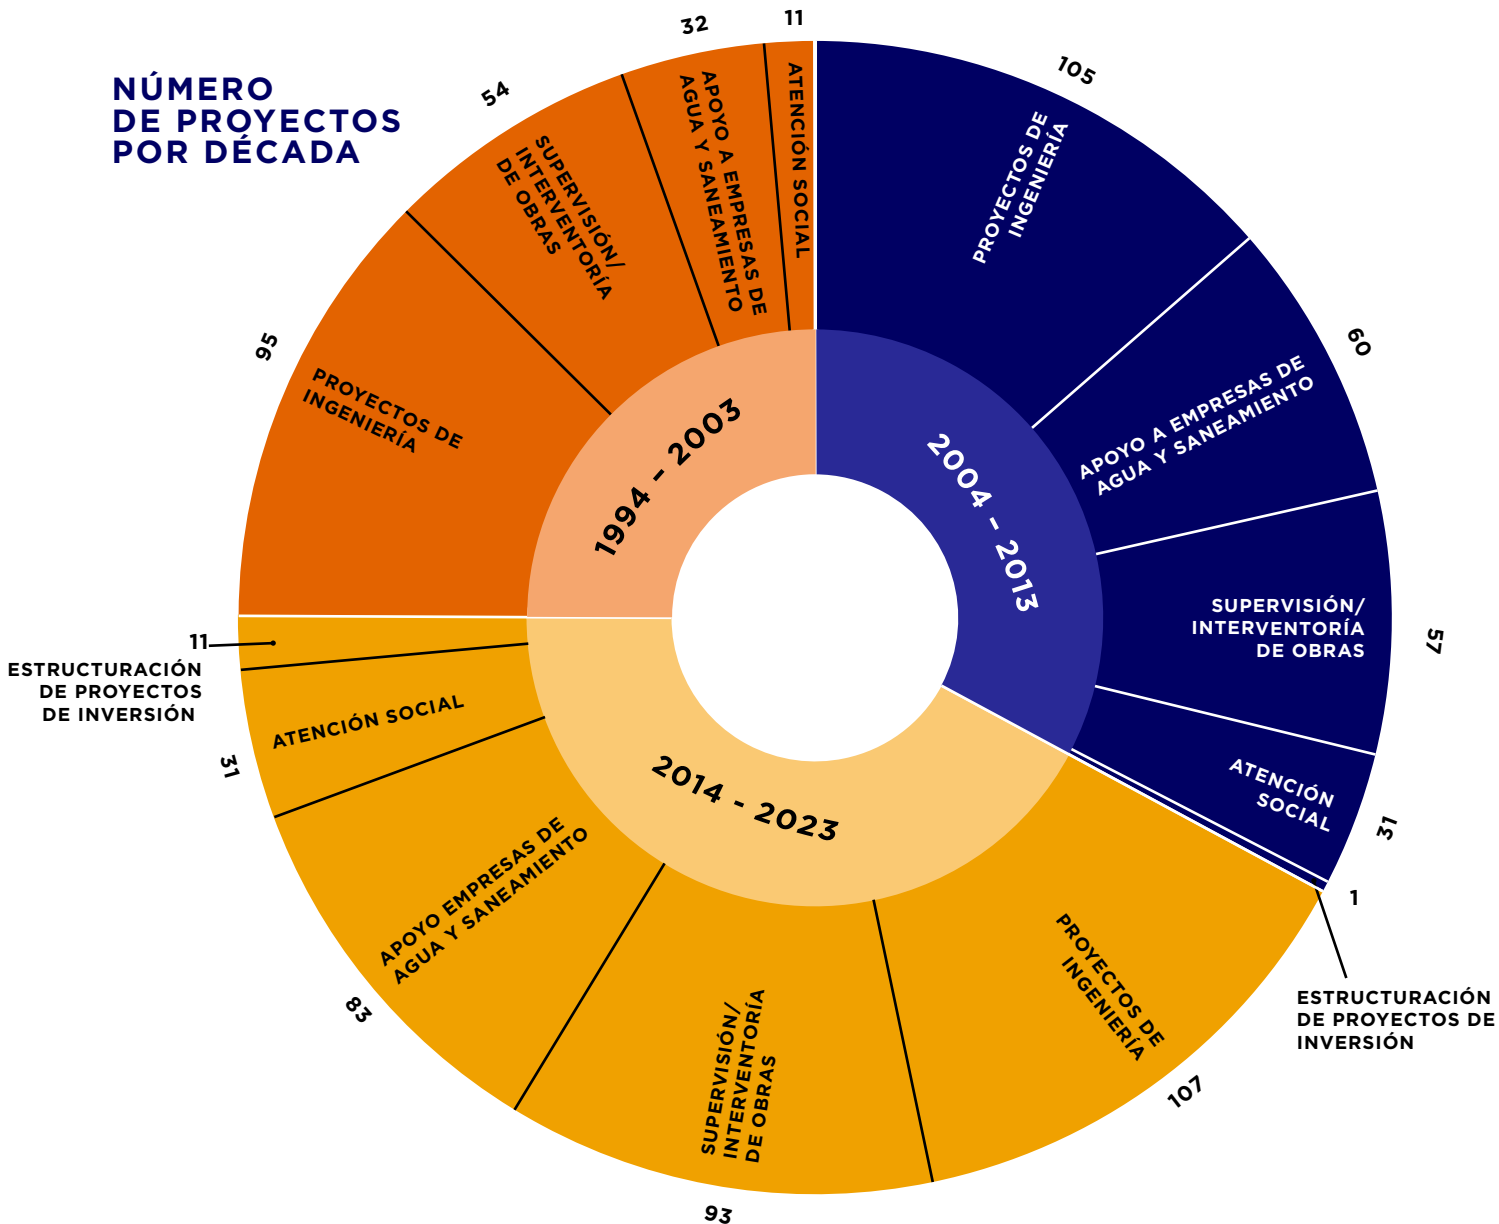 NÚMERO
DE PROYECTOS
POR DÉCADA
1994 – 2003
95
PROYECTOS DE
INGENIERÍA
54
SUPERVISIÓN/
INTERVENTORÍA
DE OBRAS
32
APOYO A EMPRESAS DE
AGUA Y SANEAMIENTO
11
ATENCIÓN SOCIAL
2004 – 2013
105
PROYECTOS DE
INGENIERÍA
60
APOYO A EMPRESAS DE
AGUA Y SANEAMIENTO
57
SUPERVISIÓN/
INTERVENTORÍA
DE OBRAS
31
ATENCIÓN
SOCIAL
1
ESTRUCTURACIÓN
DE PROYECTOS DE
INVERSIÓN
2014 - 2023
107
PROYECTOS DE
INGENIERÍA
93
SUPERVISIÓN/
INTERVENTORÍA
DE OBRAS
83
APOYO EMPRESAS DE
AGUA Y SANEAMIENTO
31
ATENCIÓN SOCIAL
11
ESTRUCTURACIÓN
DE PROYECTOS
DE INVERSIÓN